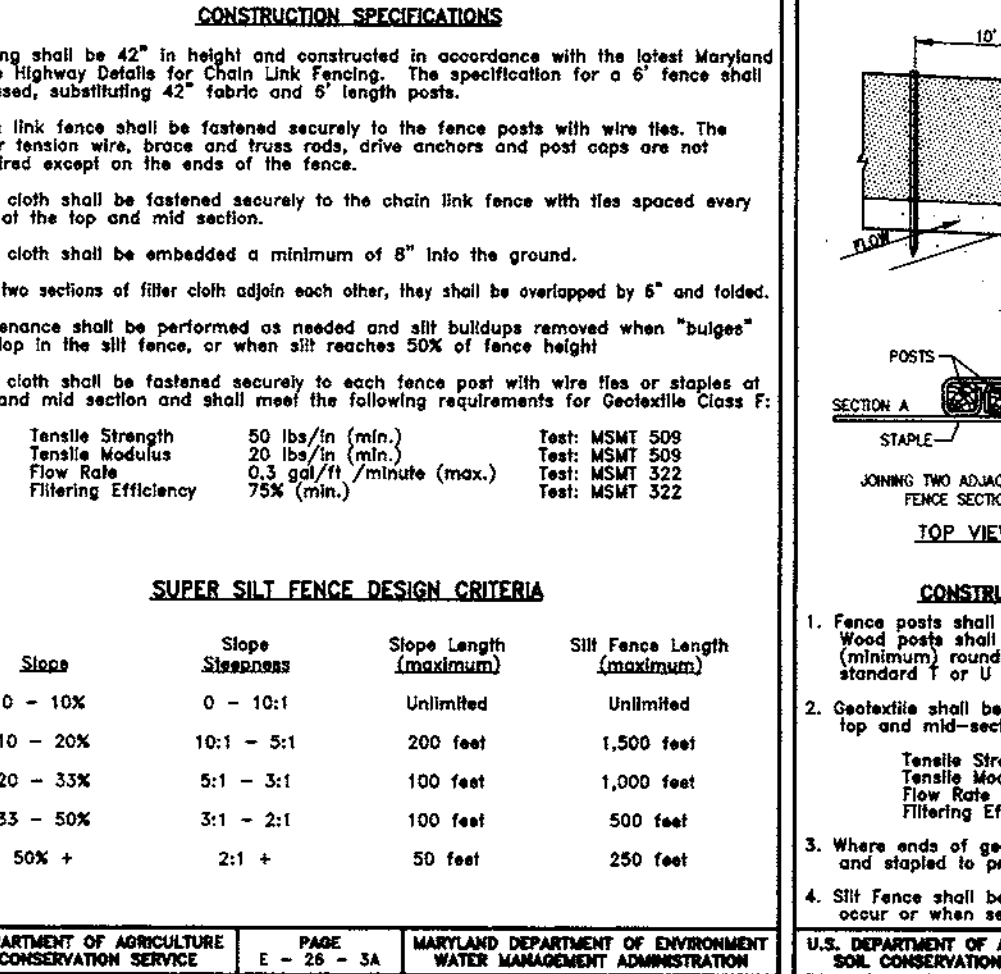 CONSTRUCTION SPECIFICATIONS
ng shall be 42" in height and constructed in accordance with the latest Maryland
e Highway Details for Chain Link Fencing. The specification for a 6' fence shall
sed, substituting 42" fabric and 6' length posts.
link fence shall be fastened securely to the fence posts with wire ties. The
r tension wire, brace and truss rods, drive anchors and post caps are not
ired except on the ends of the fence.
cloth shall be fastened securely to the chain link fence with ties spaced every
at the top and mid section.
cloth shall be embedded a minimum of 8" into the ground.
two sections of filter cloth adjoin each other, they shall be overlapped by 6" and folded.
enance shall be performed as needed and silt buildups removed when "bulges"
lop in the silt fence, or when silt reaches 50% of fence height
cloth shall be fastened securely to each fence post with wire ties or staples at
and mid section and shall meet the following requirements for Geotextile Class F:
Tensile Strength 50 lbs/in (min.) Test: MSMT 509
Tensile Modulus 20 lbs/in (min.) Test: MSMT 509
Flow Rate 0.3 gal/ft /minute (max.) Test: MSMT 322
Filtering Efficiency 75% (min.) Test: MSMT 322
SUPER SILT FENCE DESIGN CRITERIA
Slope Slope Length Silt Fence Length
Slope Steepness (maximum) (maximum)
0 - 10% 0 - 10:1 Unlimited Unlimited
10 - 20% 10:1 - 5:1 200 feet 1,500 feet
20 - 33% 5:1 - 3:1 100 feet 1,000 feet
33 - 50% 3:1 - 2:1 100 feet 500 feet
50% + 2:1 + 50 feet 250 feet
ARTMENT OF AGRICULTURE
CONSERVATION SERVICE
PAGE
E - 26 - 3A
MARYLAND DEPARTMENT OF ENVIRONMENT
WATER MANAGEMENT ADMINISTRATION
10'
FLOW
POSTS
SECTION A
STAPLE
JOINING TWO ADJAC
FENCE SECTIO
TOP VIE
CONSTRU
1. Fence posts shall
Wood posts shall
(minimum) round
standard T or U
2. Geotextile shall be
top and mid-sect
Tensile Stre
Tensile Mod
Flow Rate
Filtering Ef
3. Where ends of ge
and stapled to pr
4. Silt Fence shall be
occur or when se
U.S. DEPARTMENT OF A
SOIL CONSERVATION